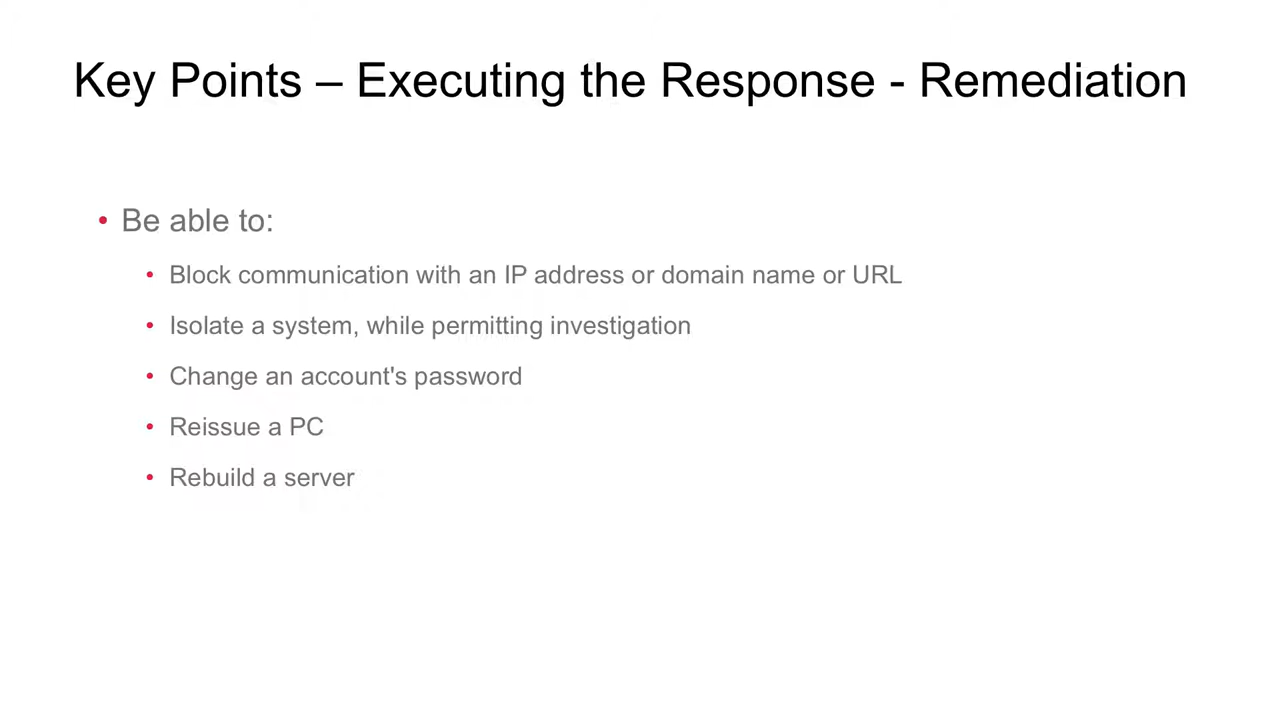 Key Points – Executing the Response - Remediation
• Be able to:
• Block communication with an IP address or domain name or URL
• Isolate a system, while permitting investigation
• Change an account's password
• Reissue a PC
• Rebuild a server